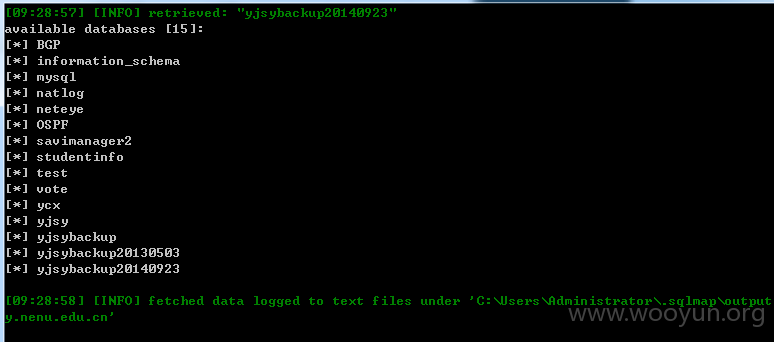 [09:28:57] [INFO] retrieved: "yjsybackup20140923"
available databases [15]:
[*] BGP
[*] information_schema
[*] mysql
[*] natlog
[*] neteye
[*] OSPF
[*] savimanager2
[*] studentinfo
[*] test
[*] vote
[*] ycx
[*] yjsy
[*] yjsybackup
[*] yjsybackup20130503
[*] yjsybackup20140923
[09:28:58] [INFO] fetched data logged to text files under 'C:\Users\Administrator\.sqlmap\output
y.nenu.edu.cn'
www.wooyun.org